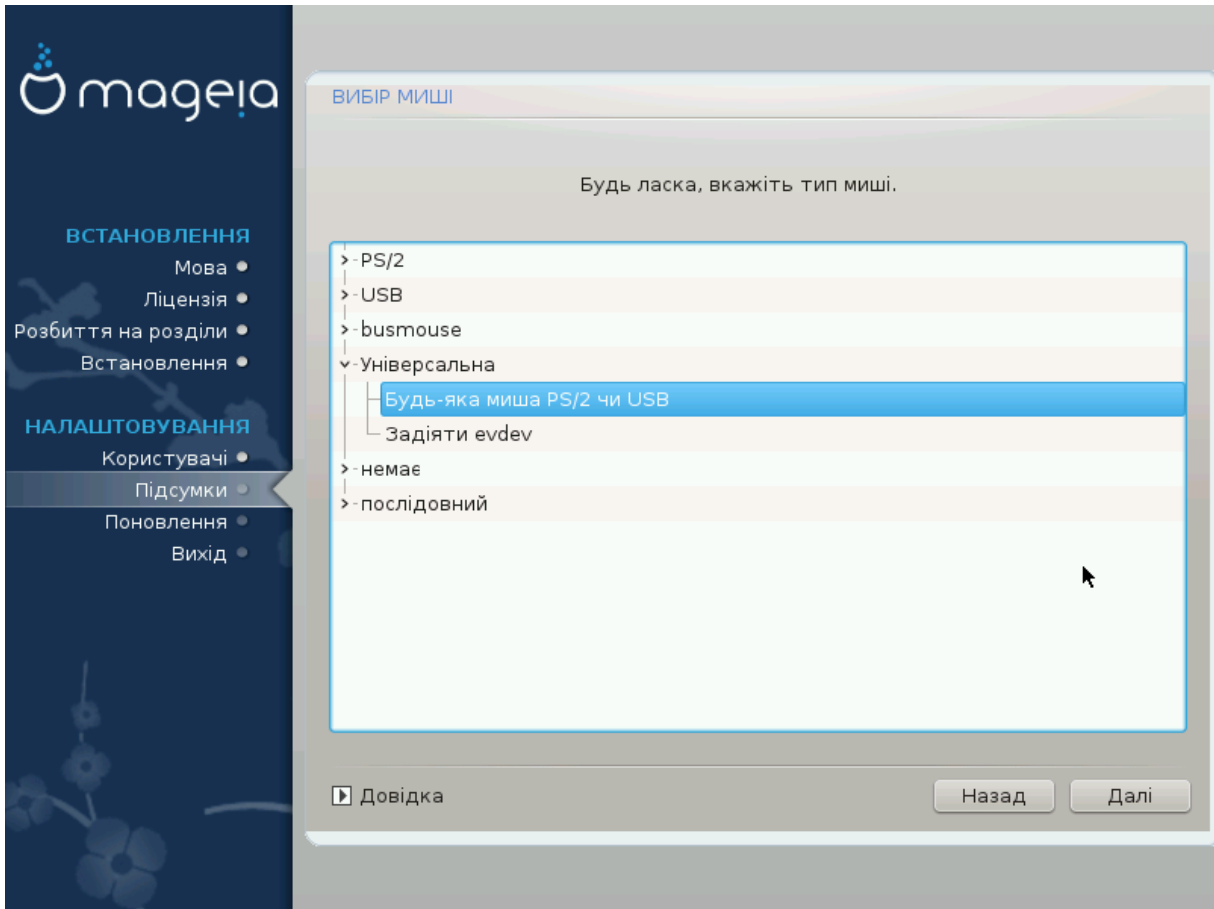 mageia
ВСТАНОВЛЕННЯ
Мова
Ліцензія
Розбиття на розділи
Встановлення
НАЛАШТОВУВАННЯ
Користувачі
Підсумки
Поновлення
Вихід
ВИБІР МИШІ
Будь ласка, вкажіть тип миші.
PS/2
USB
busmouse
Універсальна
Будь-яка миша PS/2 чи USB
Задіяти evdev
немає
послідовний
Довідка
Назад
Далі